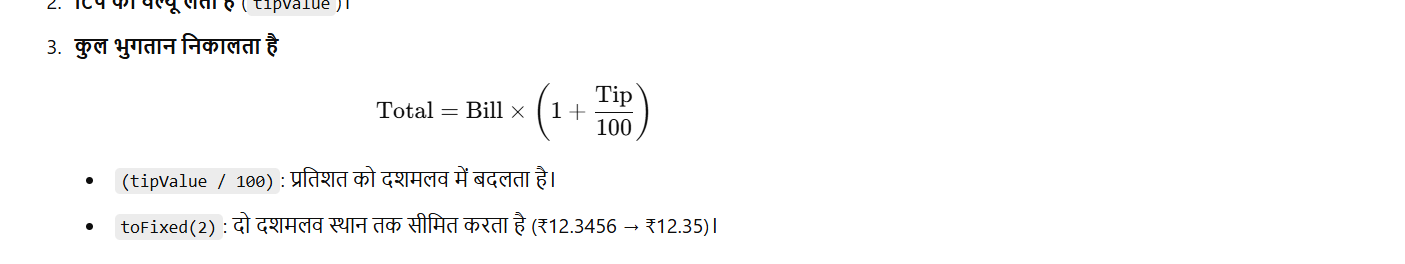 2. टिप की वैल्यू लेता है (tipValue)।
3. कुल भुगतान निकालता है
Total = Bill × (1 + Tip/100)
• (tipValue / 100) : प्रतिशत को दशमलव में बदलता है।
• toFixed(2) : दो दशमलव स्थान तक सीमित करता है (₹12.3456 → ₹12.35)।